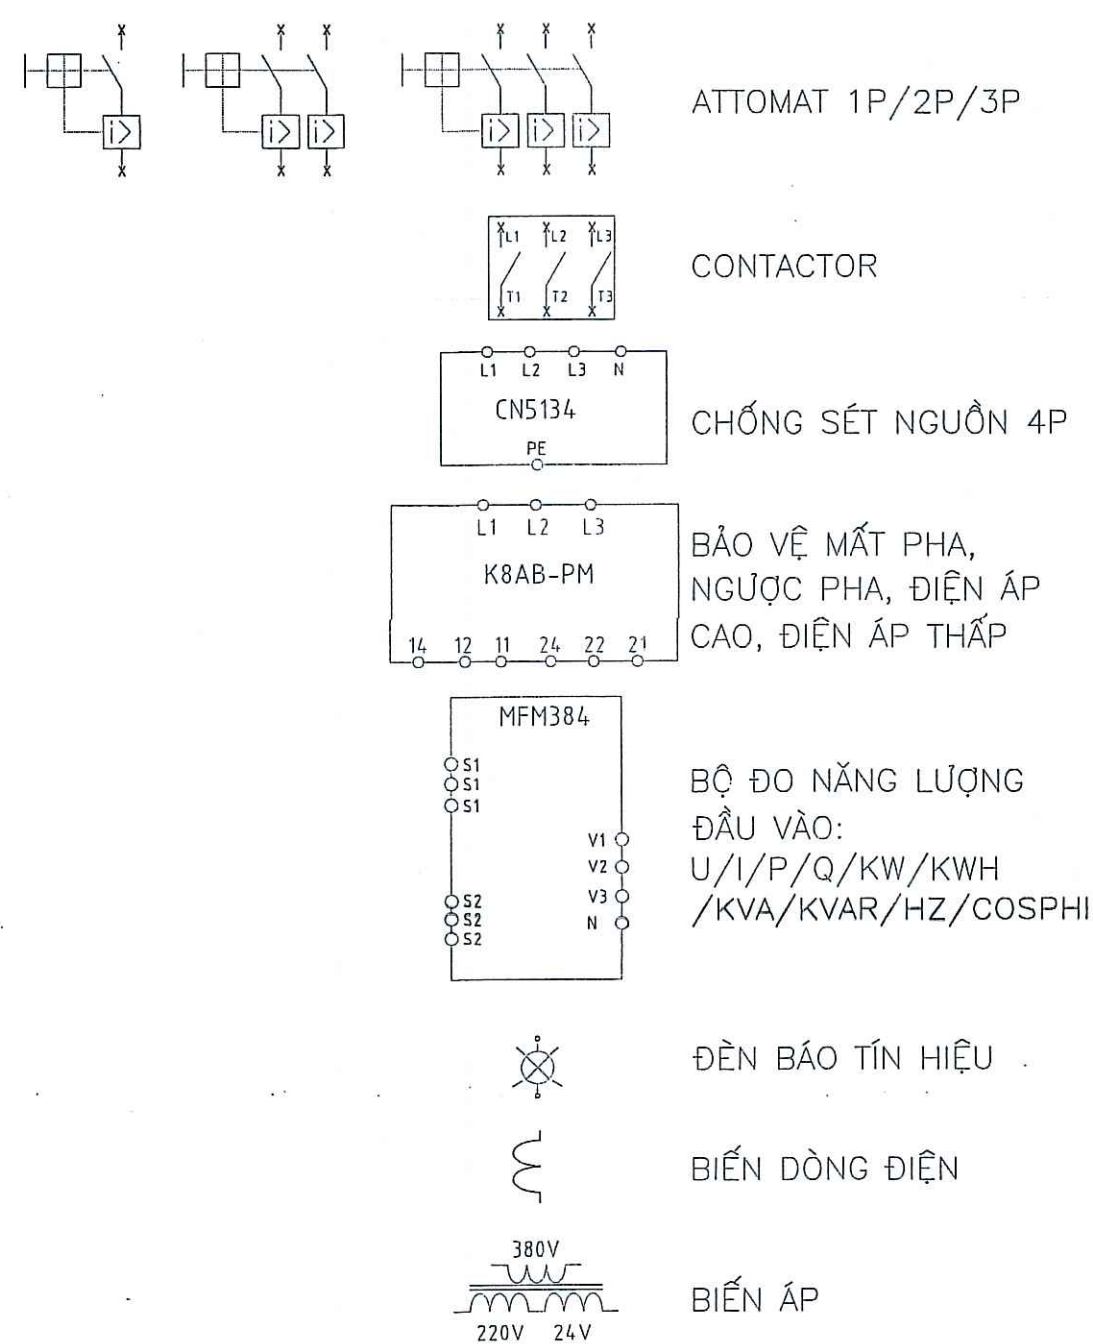 ATTOMAT 1P/2P/3P
i> i> i> i> i> i>
L1 L2 L3
CONTACTOR
T1 T2 T3
L1 L2 L3 N
CN5134
CHỐNG SÉT NGUỒN 4P
PE
L1 L2 L3
K8AB-PM
BẢO VỆ MẤT PHA,
NGƯỢC PHA, ĐIỆN ÁP
CAO, ĐIỆN ÁP THẤP
14 12 11 24 22 21
MFM384
S1
S1
S1
V1
V2
V3
N
S2
S2
S2
BỘ ĐO NĂNG LƯỢNG
ĐẦU VÀO:
U/I/P/Q/KW/KWH
/KVA/KVAR/HZ/COSPHI
ĐÈN BÁO TÍN HIỆU
BIẾN DÒNG ĐIỆN
380V
BIẾN ÁP
220V 24V